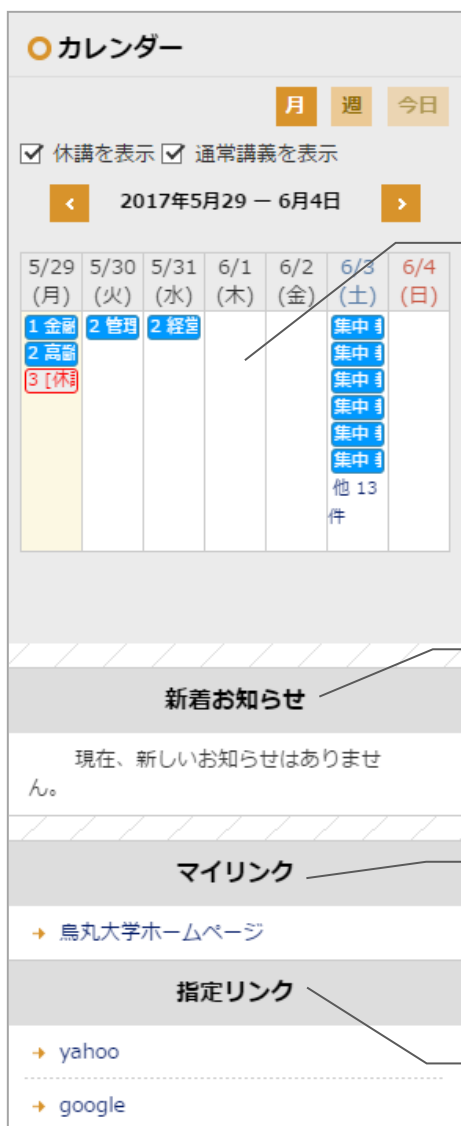 カレンダー
月 週 今日
休講を表示 通常講義を表示
2017年5月29 — 6月4日
5/29 5/30 5/31 6/1 6/2 6/3 6/4
(月) (火) (水) (木) (金) (土) (日)
1 金融 2 管理 2 経営 集中
2 高齢 集中
3 [休講 集中
集中
集中
集中
他 13
件
新着お知らせ
現在、新しいお知らせはありませ
ん。
マイリンク
烏丸大学ホームページ
指定リンク
yahoo
google